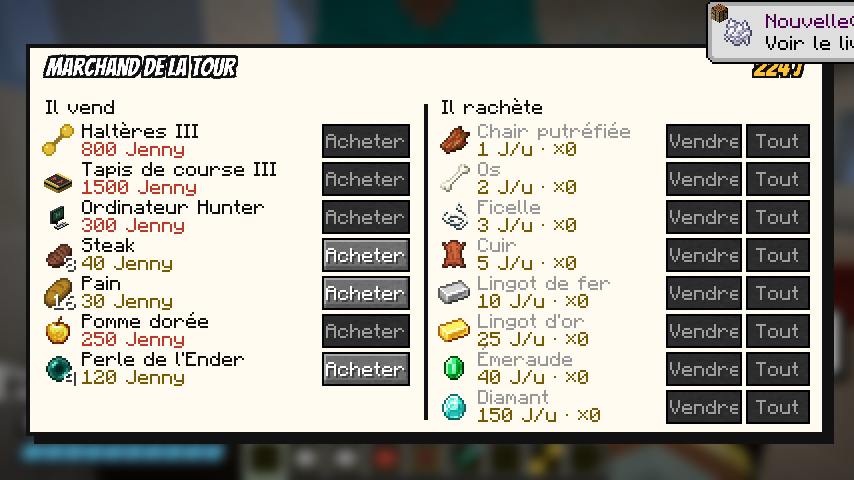 Nouvelle
Voir le li
MARCHAND DE LA TOUR
224 J
Il vend
Haltères III
800 Jenny
Acheter
Tapis de course III
1500 Jenny
Acheter
Ordinateur Hunter
300 Jenny
Acheter
Steak
40 Jenny
Acheter
Pain
30 Jenny
Acheter
Pomme dorée
250 Jenny
Acheter
Perle de l'Ender
120 Jenny
Acheter
Il rachète
Chair putréfiée
1 J/u · x0
Vendre Tout
Os
2 J/u · x0
Vendre Tout
Ficelle
3 J/u · x0
Vendre Tout
Cuir
5 J/u · x0
Vendre Tout
Lingot de fer
10 J/u · x0
Vendre Tout
Lingot d'or
25 J/u · x0
Vendre Tout
Émeraude
40 J/u · x0
Vendre Tout
Diamant
150 J/u · x0
Vendre Tout